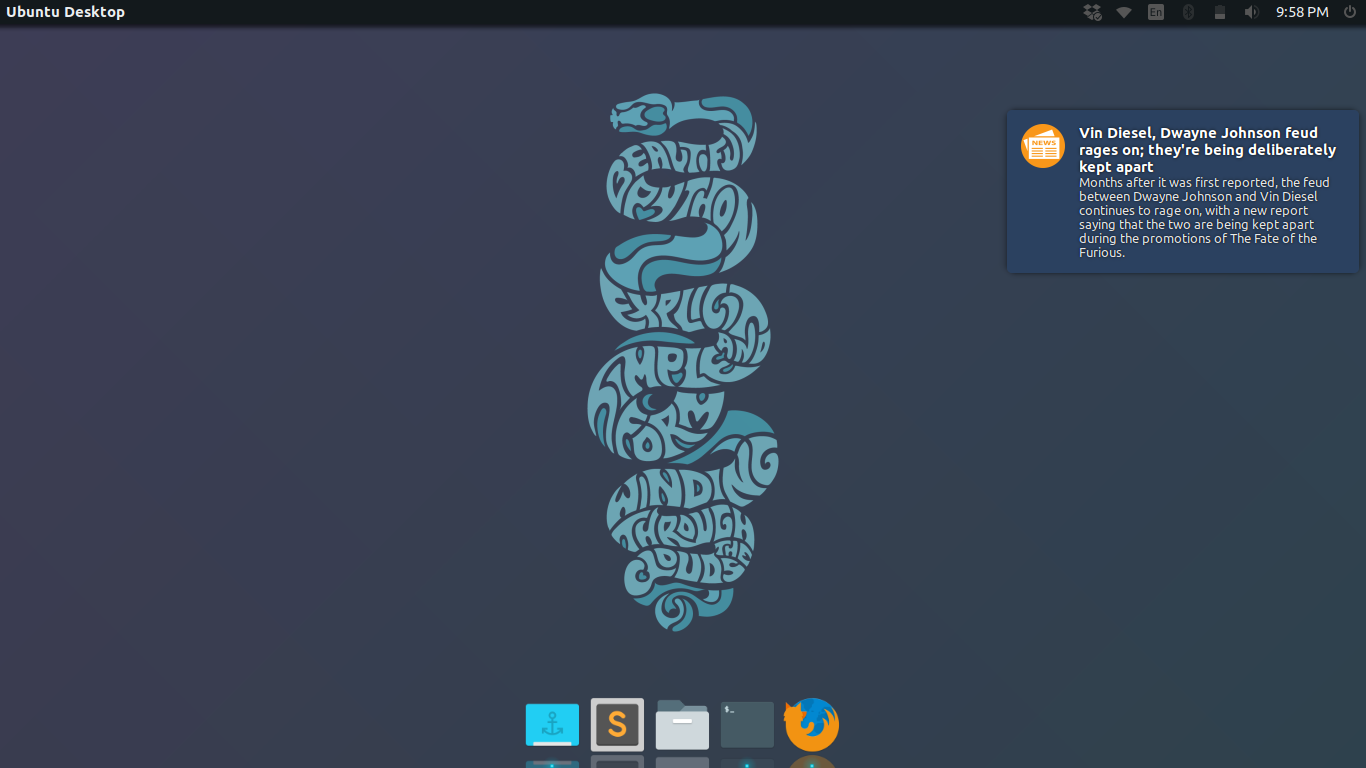 Ubuntu Desktop
En
9:58 PM
NEWS
Vin Diesel, Dwayne Johnson feud
rages on; they're being deliberately
kept apart
Months after it was first reported, the feud
between Dwayne Johnson and Vin Diesel
continues to rage on, with a new report
saying that the two are being kept apart
during the promotions of The Fate of the
Furious.
BEAUTIFUL
PYTHON
EXPLICIT
AND
SIMPLE
FORM
WINDING
THROUGH
THE
CLOUDS
S
$_